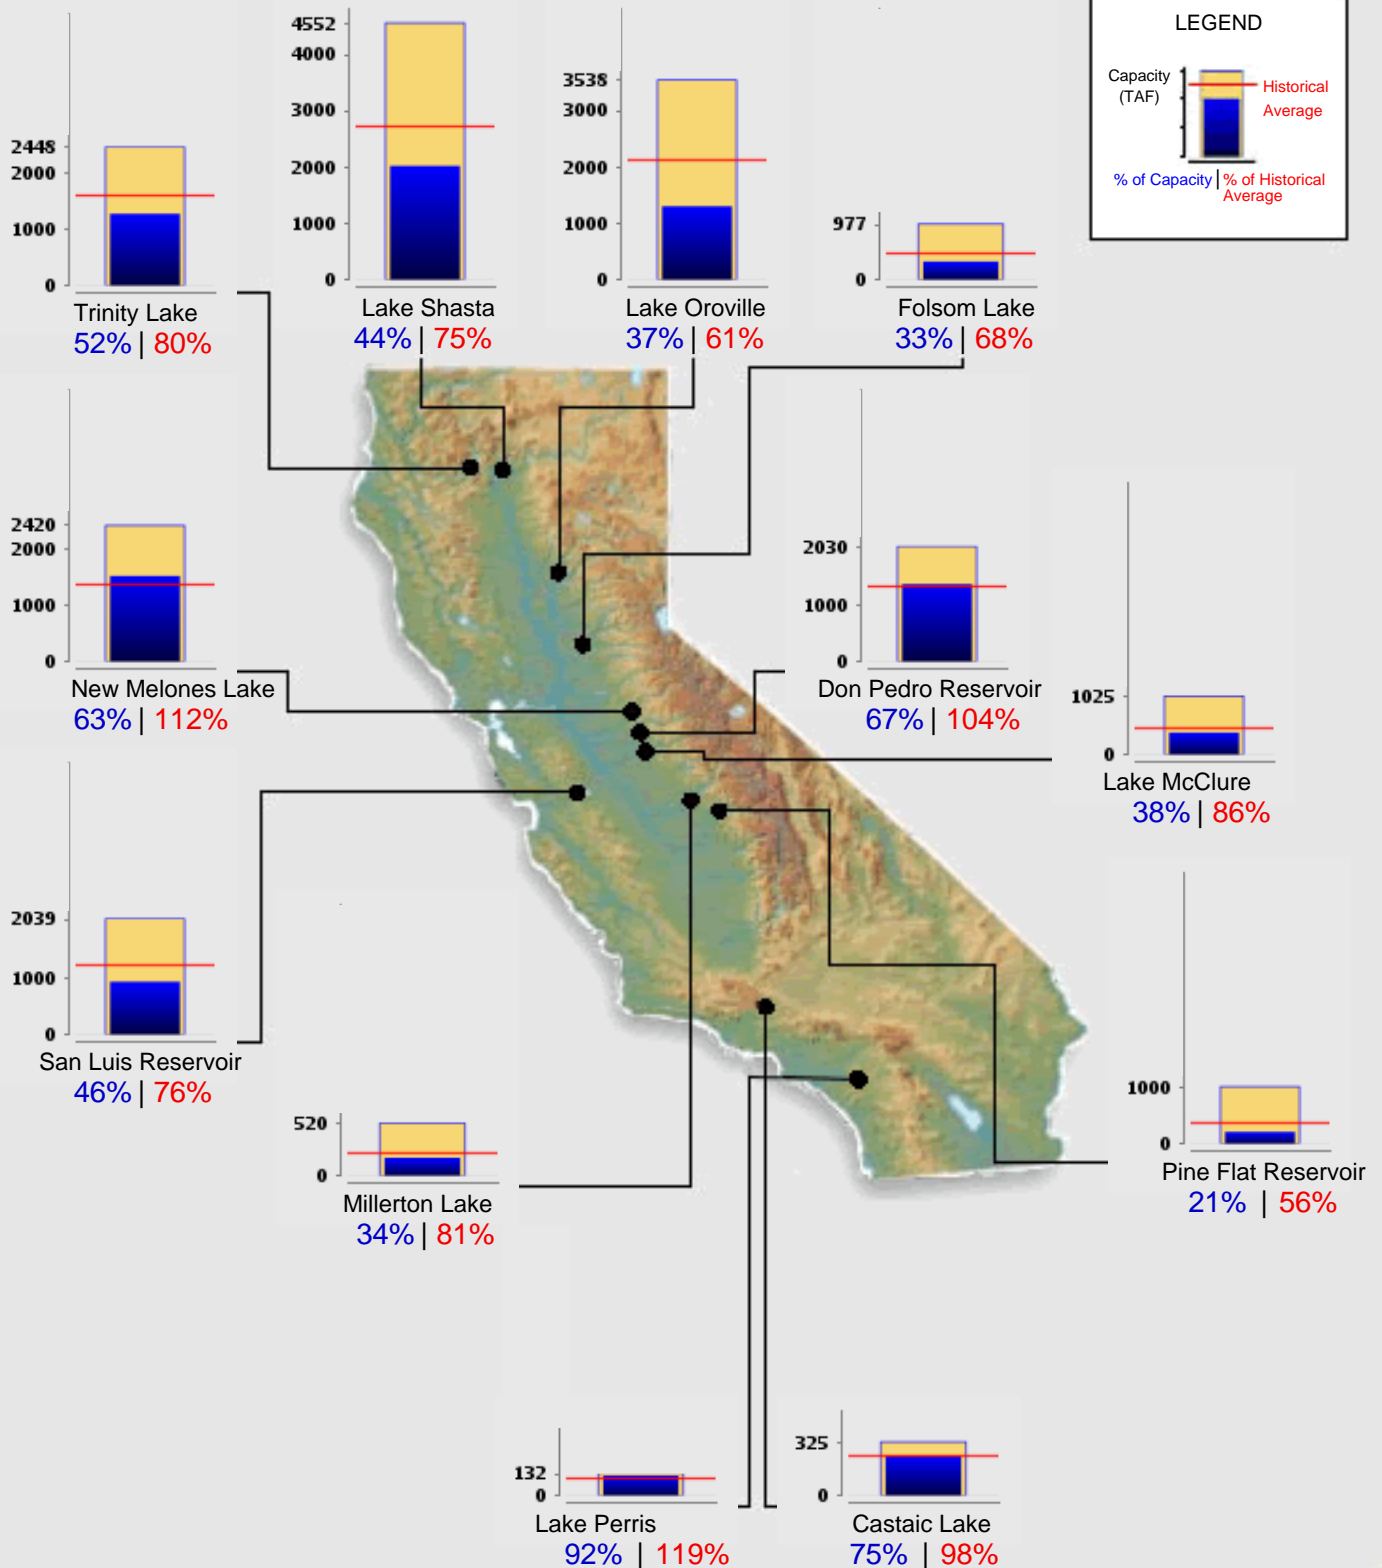 LEGEND
Capacity
(TAF)
Historical
Average
% of Capacity | % of Historical
Average
2448
2000
1000
0
Trinity Lake
52% | 80%
4552
4000
3000
2000
1000
0
Lake Shasta
44% | 75%
3538
3000
2000
1000
0
Lake Oroville
37% | 61%
977
0
Folsom Lake
33% | 68%
2420
2000
1000
0
New Melones Lake
63% | 112%
2030
1000
0
Don Pedro Reservoir
67% | 104%
1025
0
Lake McClure
38% | 86%
2039
1000
0
San Luis Reservoir
46% | 76%
520
0
Millerton Lake
34% | 81%
1000
0
Pine Flat Reservoir
21% | 56%
132
0
Lake Perris
92% | 119%
325
0
Castaic Lake
75% | 98%